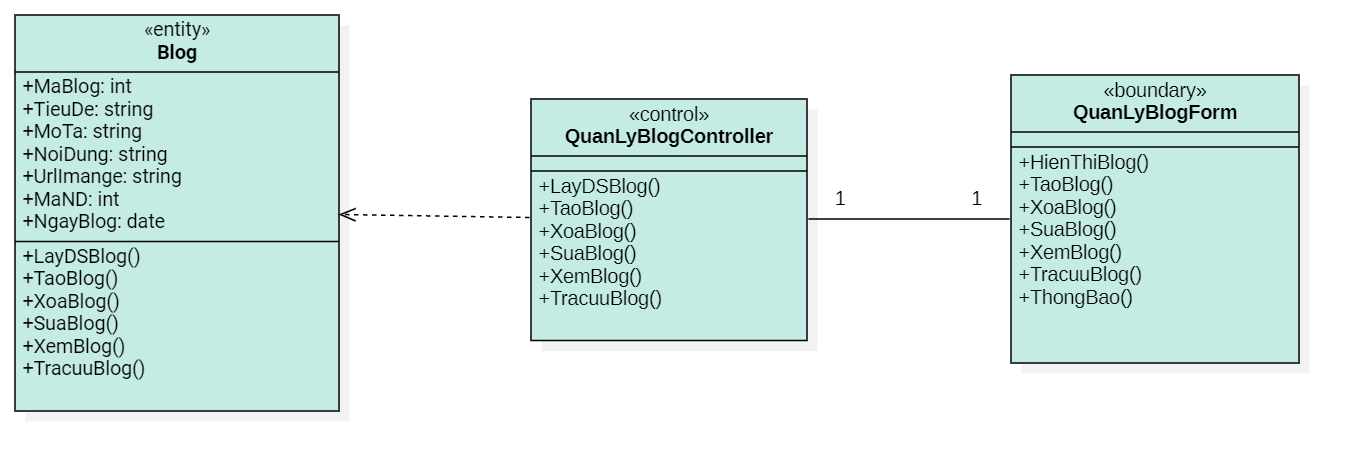 «entity»
Blog
+MaBlog: int
+TieuDe: string
+MoTa: string
+NoiDung: string
+UrlImange: string
+MaND: int
+NgayBlog: date
+LayDSBlog()
+TaoBlog()
+XoaBlog()
+SuaBlog()
+XemBlog()
+TracuuBlog()
«control»
QuanLyBlogController
+LayDSBlog()
+TaoBlog()
+XoaBlog()
+SuaBlog()
+XemBlog()
+TracuuBlog()
1
1
«boundary»
QuanLyBlogForm
+HienThiBlog()
+TaoBlog()
+XoaBlog()
+SuaBlog()
+XemBlog()
+TracuuBlog()
+ThongBao()